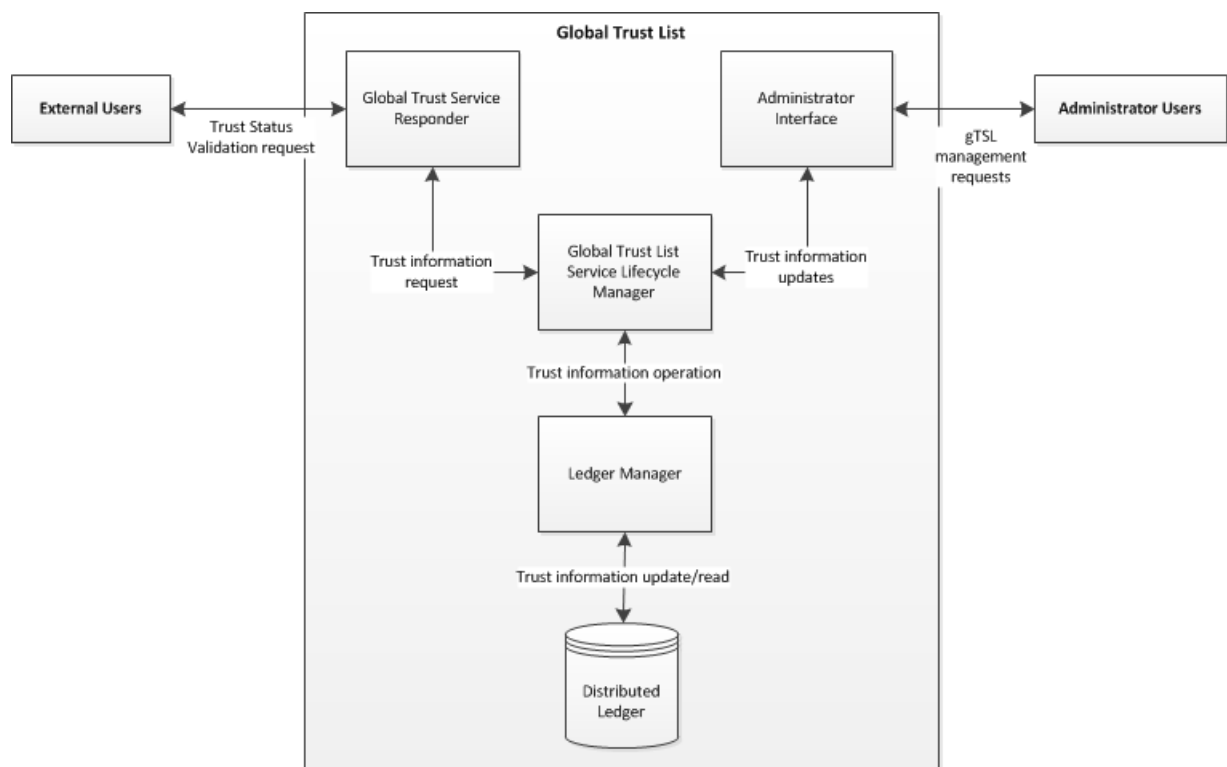 Global Trust List
External Users
Trust Status
Validation request
Global Trust Service
Responder
Administrator
Interface
gTSL
management
requests
Administrator Users
Trust information
request
Global Trust List
Service Lifecycle
Manager
Trust information
updates
Trust information operation
Ledger Manager
Trust information update/read
Distributed
Ledger